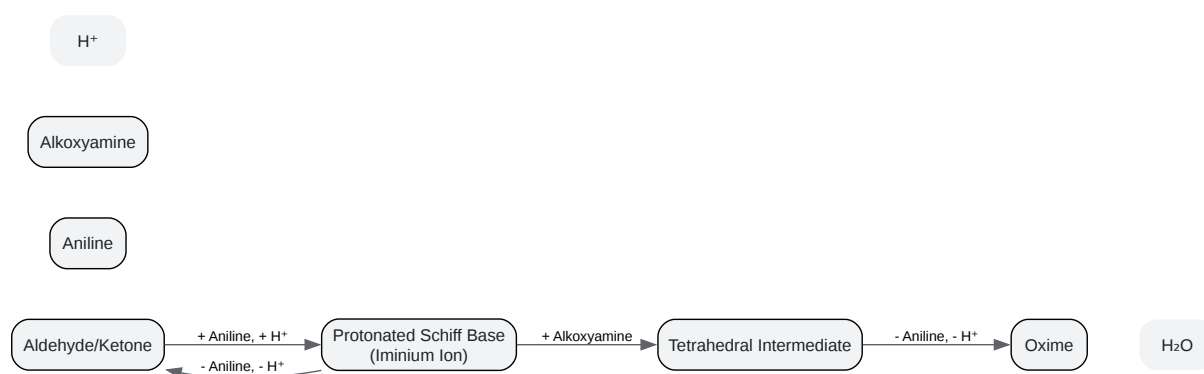 H⁺
Alkoxyamine
Aniline
Aldehyde/Ketone
+ Aniline, + H⁺
- Aniline, - H⁺
Protonated Schiff Base
(Iminium Ion)
+ Alkoxyamine
Tetrahedral Intermediate
- Aniline, - H⁺
Oxime
H₂O